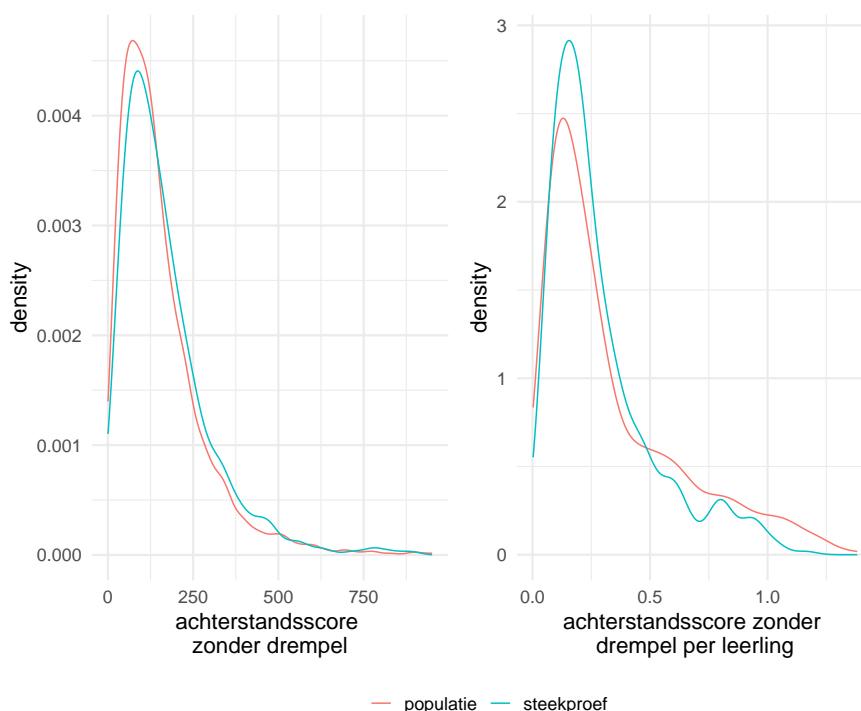 density
0.004
0.003
0.002
0.001
0.000
0
250
500
750
achterstandsscore
zonder drempel
density
3
2
1
0
0.0
0.5
1.0
achterstandsscore zonder
drempel per leerling
populatie
steekproef